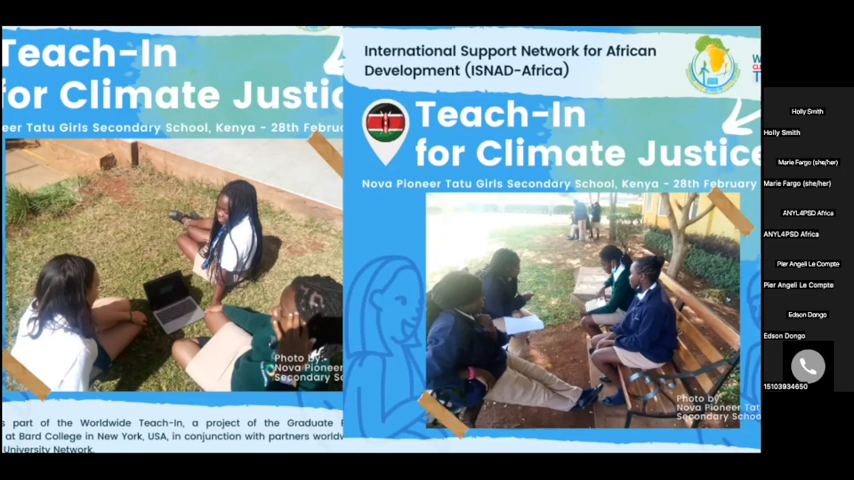 Teach-In
for Climate Justic
eer Tatu Girls Secondary School, Kenya - 28th Februa
Photo by:
Nova Pioneer
Secondary Sc
s part of the Worldwide Teach-In, a project of the Graduate
at Bard College in New York, USA, in conjunction with partners worldw
University Network.
International Support Network for African
Development (ISNAD-Africa)
Teach-In
for Climate Justice
Nova Pioneer Tatu Girls Secondary School, Kenya - 28th February
Photo by:
Nova Pioneer Tat
Secondary Schoo
Holly Smith
Holly Smith
Marie Fargo (she/her)
Marie Fargo (she/her)
ANYL4PSD Africa
ANYL4PSD Africa
Pier Angeli Le Compte
Pier Angeli Le Compte
Edson Dongo
Edson Dongo
15103934650